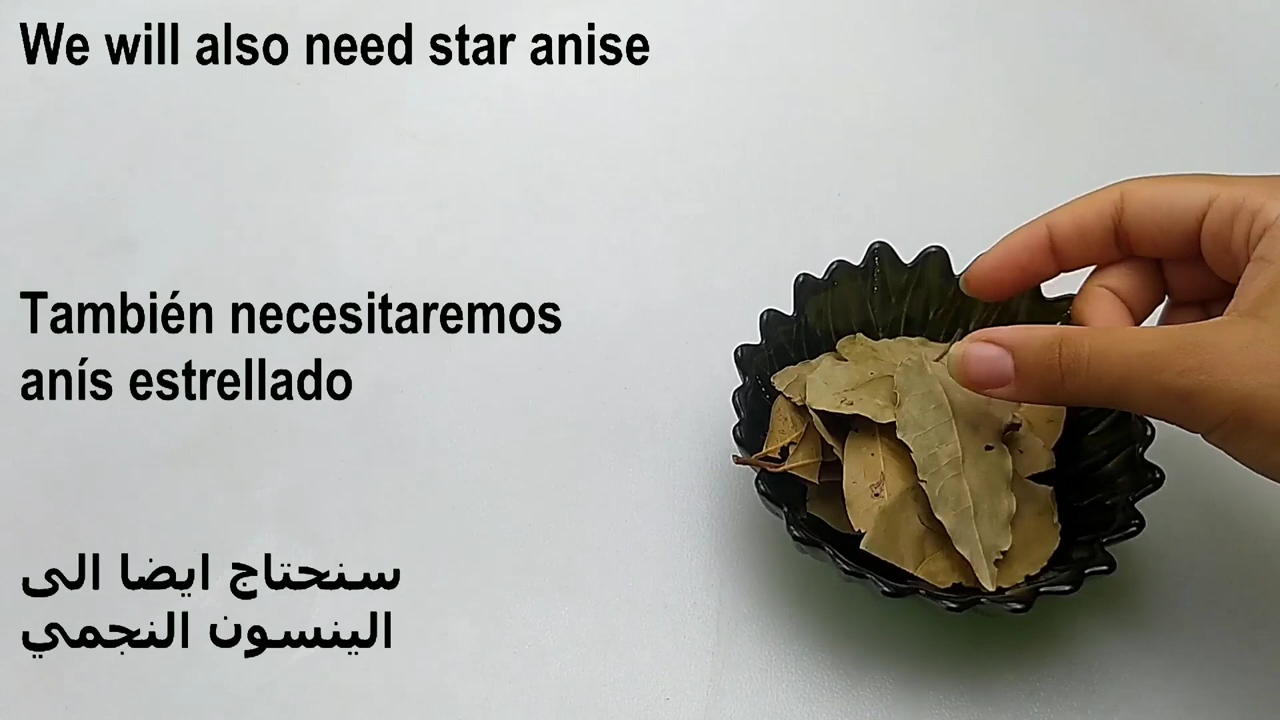 We will also need star anise
También necesitaremos
anís estrellado
سنحتاج ايضا الى
الينسون النجمي